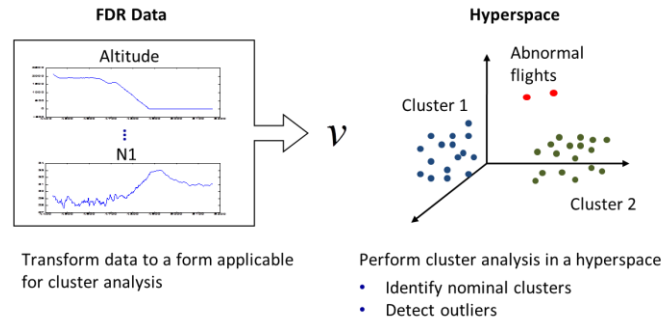 FDR Data
Altitude
N1
v
Transform data to a form applicable
for cluster analysis
Hyperspace
Abnormal
flights
Cluster 1
Cluster 2
Perform cluster analysis in a hyperspace
• Identify nominal clusters
• Detect outliers